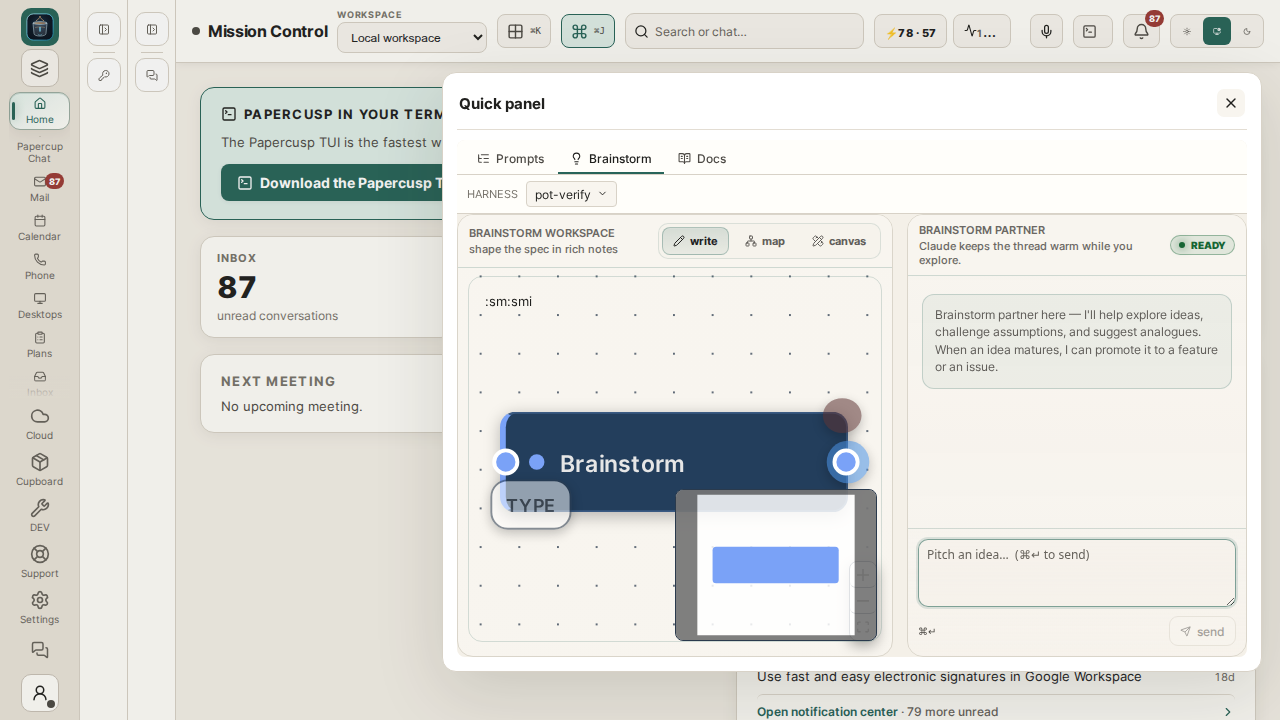 Home
Papercup
Chat
87
Mail
Calendar
Phone
Desktops
Plans
Inbox
Cloud
Cupboard
DEV
Support
Settings
Mission Control
WORKSPACE
Local workspace
⌘K
⌘J
Search or chat...
⚡78 · 57
1...
87
PAPERCUSP IN YOUR TERM
The Papercusp TUI is the fastest w
Download the Papercusp T
INBOX
87
unread conversations
NEXT MEETING
No upcoming meeting.
Quick panel
Prompts
Brainstorm
Docs
HARNESS
pot-verify
BRAINSTORM WORKSPACE
shape the spec in rich notes
write
map
canvas
:sm:smi
Brainstorm
TYPE
BRAINSTORM PARTNER
Claude keeps the thread warm while you
explore.
READY
Brainstorm partner here — I'll help explore ideas,
challenge assumptions, and suggest analogues.
When an idea matures, I can promote it to a feature
or an issue.
Pitch an idea... (⌘↵ to send)
⌘↵
send
Use fast and easy electronic signatures in Google Workspace
18d
Open notification center · 79 more unread